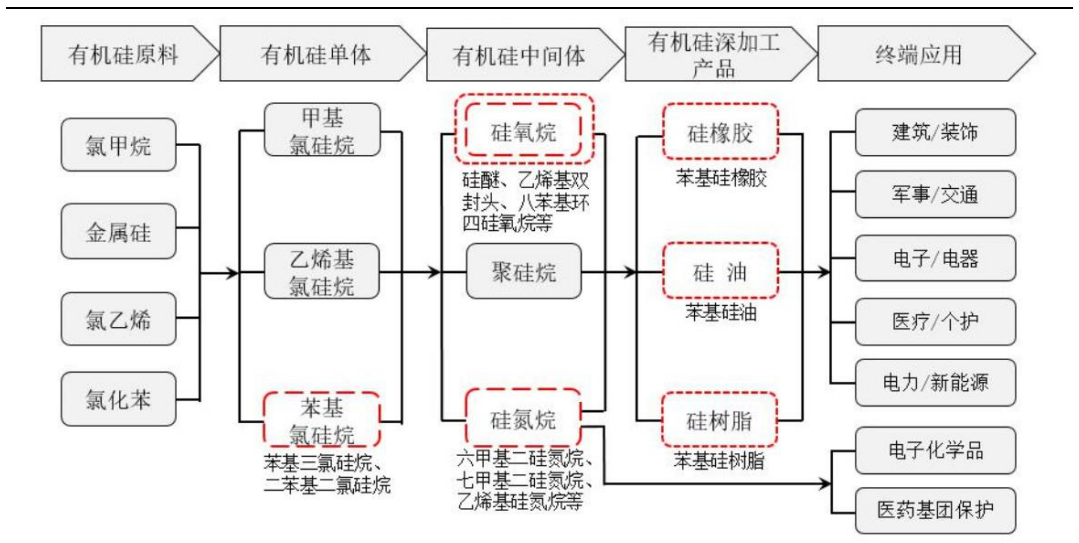 有机硅原料
有机硅单体
有机硅中间体
有机硅深加工
产品
终端应用
氯甲烷
金属硅
氯乙烯
氯化苯
甲基
氯硅烷
乙烯基
氯硅烷
苯基
氯硅烷
苯基三氯硅烷、
二苯基二氯硅烷
硅氧烷
硅醚、乙烯基双
封头、八苯基环
四硅氧烷等
聚硅烷
硅氮烷
六甲基二硅氮烷、
七甲基二硅氮烷、
乙烯基硅氮烷等
硅橡胶
苯基硅橡胶
硅 油
苯基硅油
硅树脂
苯基硅树脂
建筑/装饰
军事/交通
电子/电器
医疗/个护
电力/新能源
电子化学品
医药基团保护